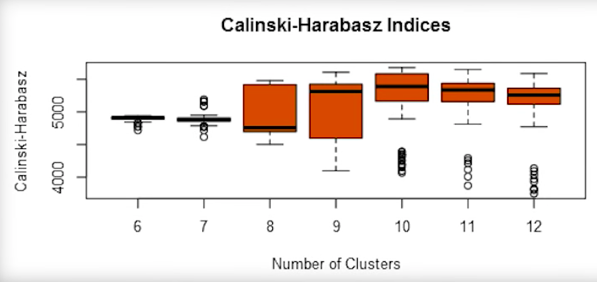 Calinski-Harabasz Indices
Calinski-Harabasz
5000
4000
6 7 8 9 10 11 12
Number of Clusters